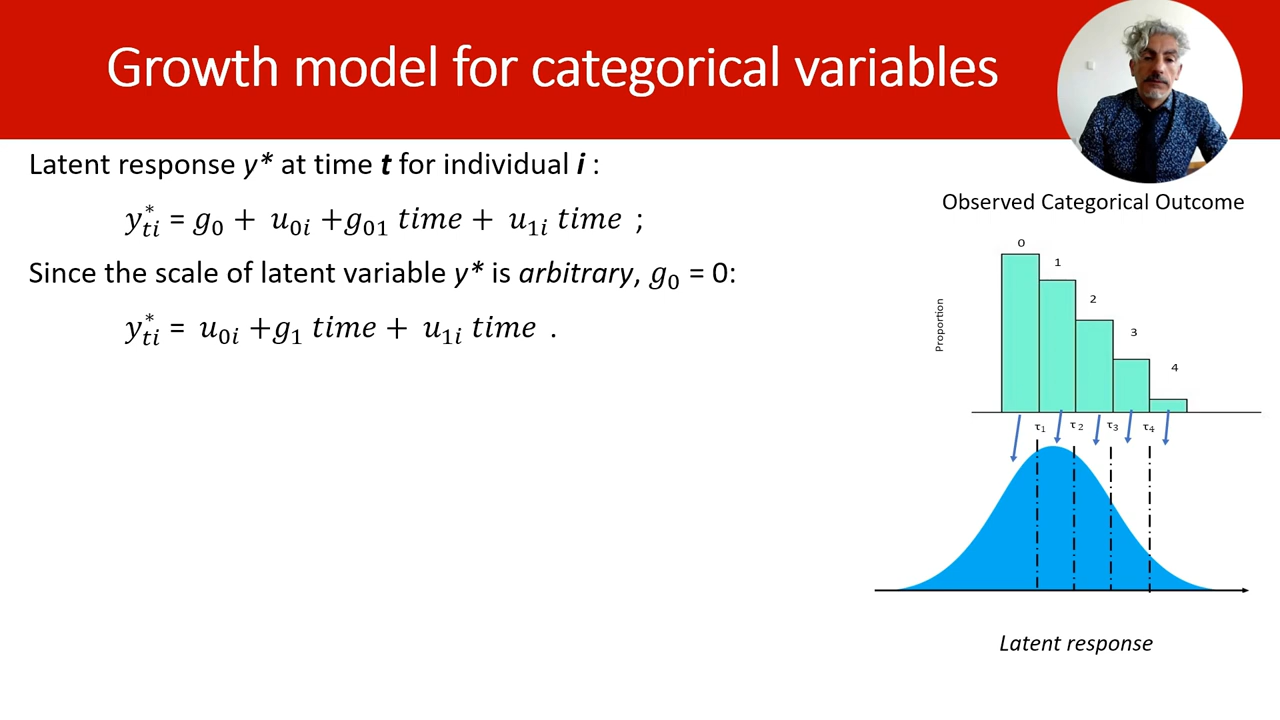 Growth model for categorical variables
Latent response y* at time t for individual i :
y*ₜᵢ = g₀ + u₀ᵢ +g₀₁ time + u₁ᵢ time ;
Since the scale of latent variable y* is arbitrary, g₀ = 0:
y*ₜᵢ = u₀ᵢ +g₁ time + u₁ᵢ time .
Observed Categorical Outcome
0
1
2
3
4
Proportion
τ₁ τ₂ τ₃ τ₄
Latent response